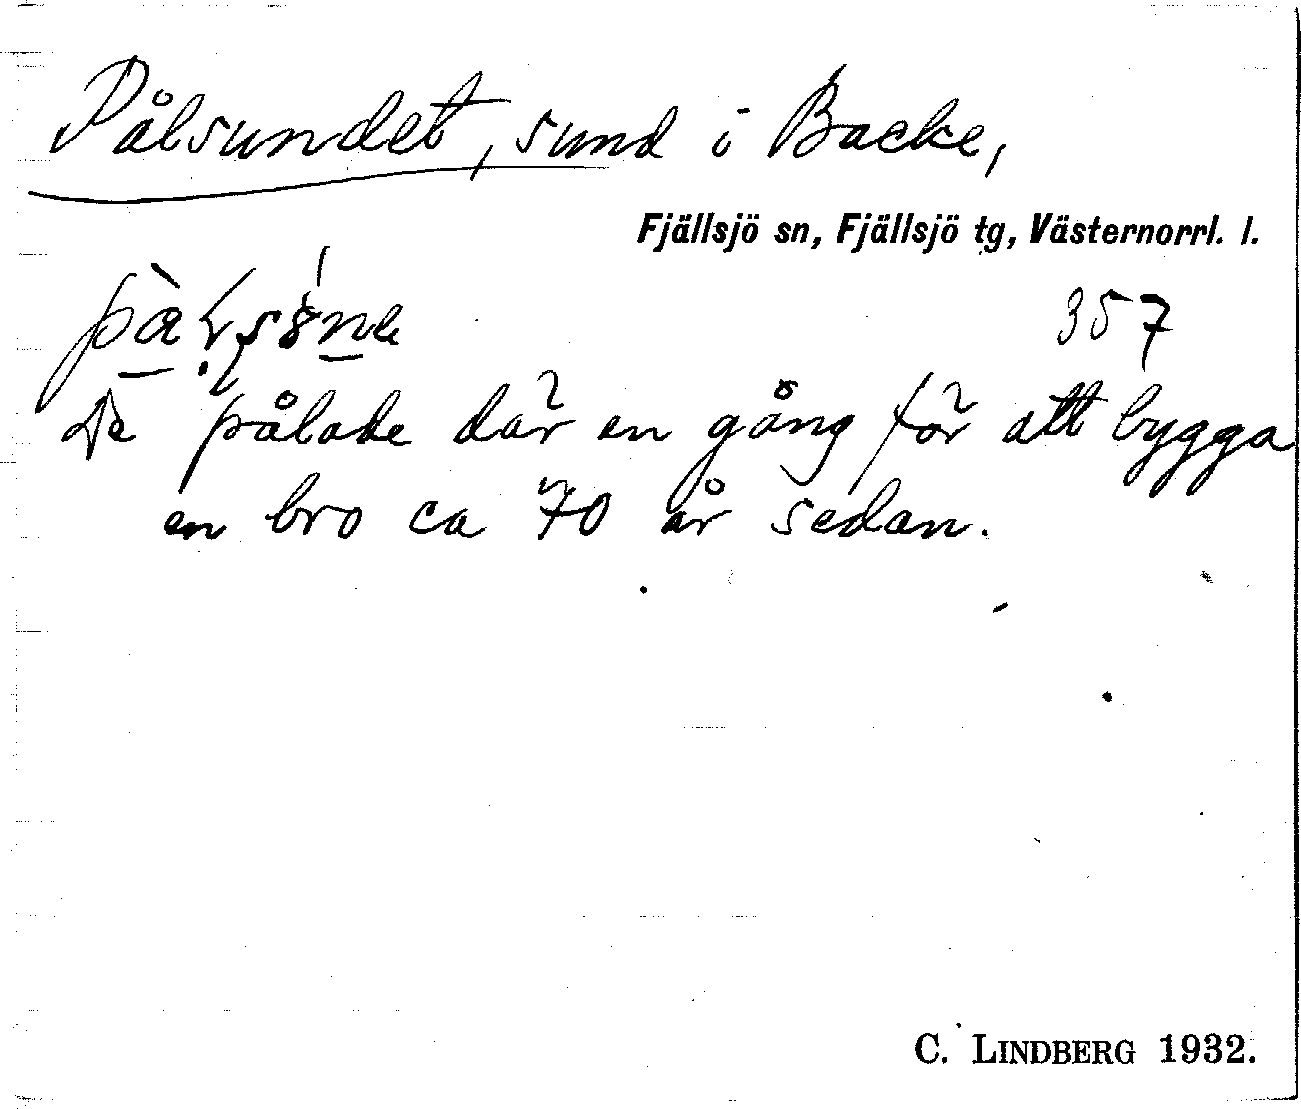 Pålsundet, sund i Backe,
Fjällsjö sn, Fjällsjö tg, Västernorrl. l.
357
De pålade där en gång för att bygga
en bro ca 70 år sedan.
C. LINDBERG 1932.